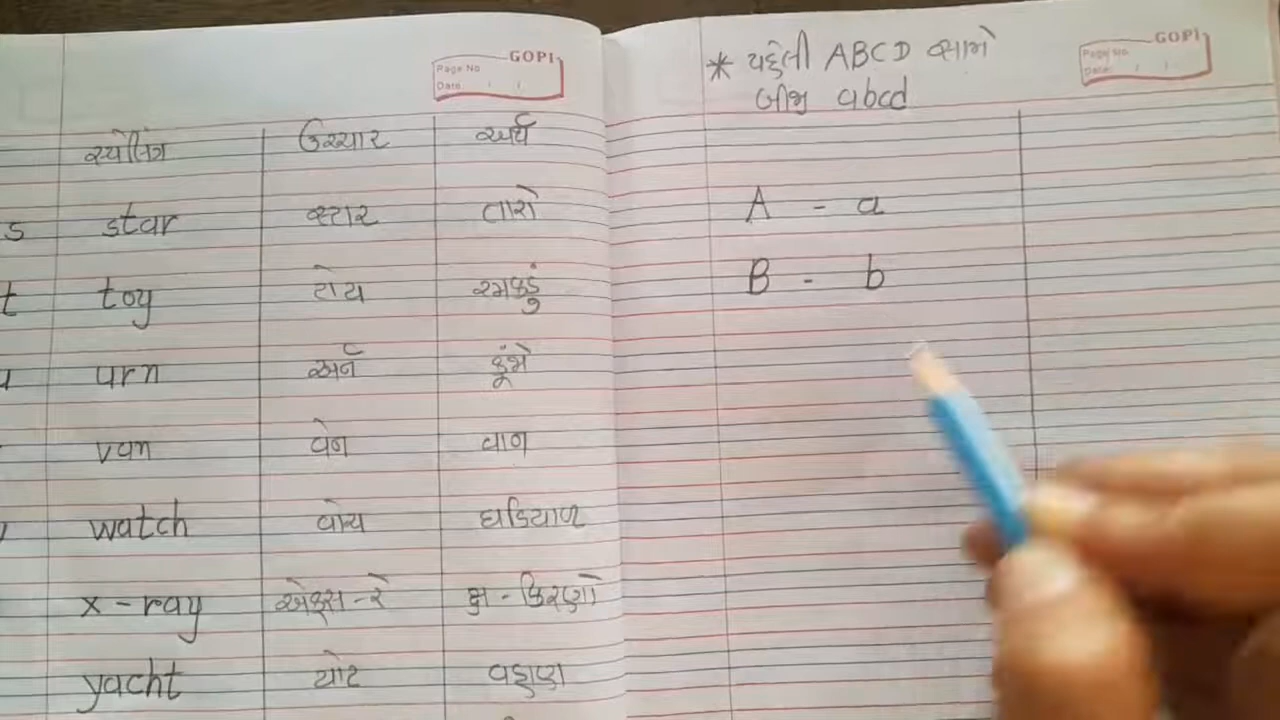 GOPI
Page No
Date
સ્પેલિંગ ઉચ્ચાર અર્થ
s star સ્ટાર તારો
t toy ટોય રમકડું
u urn અર્ન કૂંભે
van વેન વાન
watch વોચ ઘડિયાળ
x-ray એક્સ-રે ક્ષ-કિરણો
yacht યોટ વહાણ
* પહેલી ABCD સામે
બીજી abcd
GOPI
Page No
Date
A - a
B - b